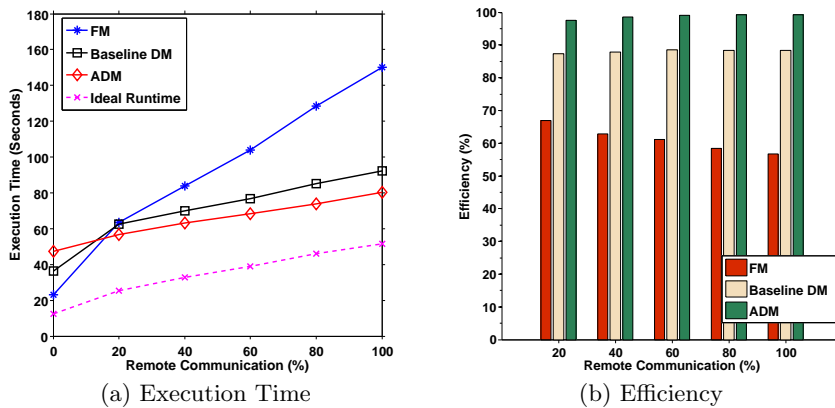 180
160
140
120
100
80
60
40
20
0
Execution Time (Seconds)
FM
Baseline DM
ADM
Ideal Runtime
0 20 40 60 80 100
Remote Communication (%)
(a) Execution Time
100
90
80
70
60
50
40
30
20
10
0
Efficiency (%)
FM
Baseline DM
ADM
20 40 60 80 100
Remote Communication (%)
(b) Efficiency